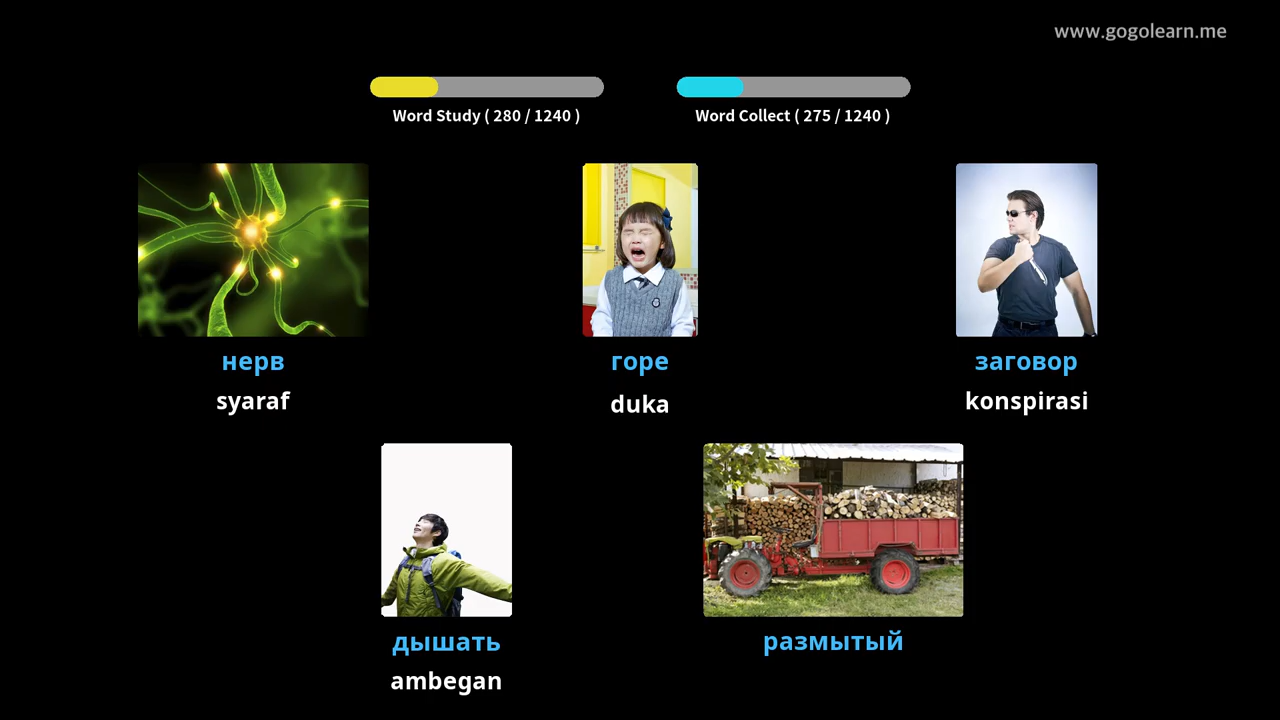 www.gogolearn.me
Word Study ( 280 / 1240 )
Word Collect ( 275 / 1240 )
нерв
syaraf
горе
duka
заговор
konspirasi
дышать
ambegan
размытый